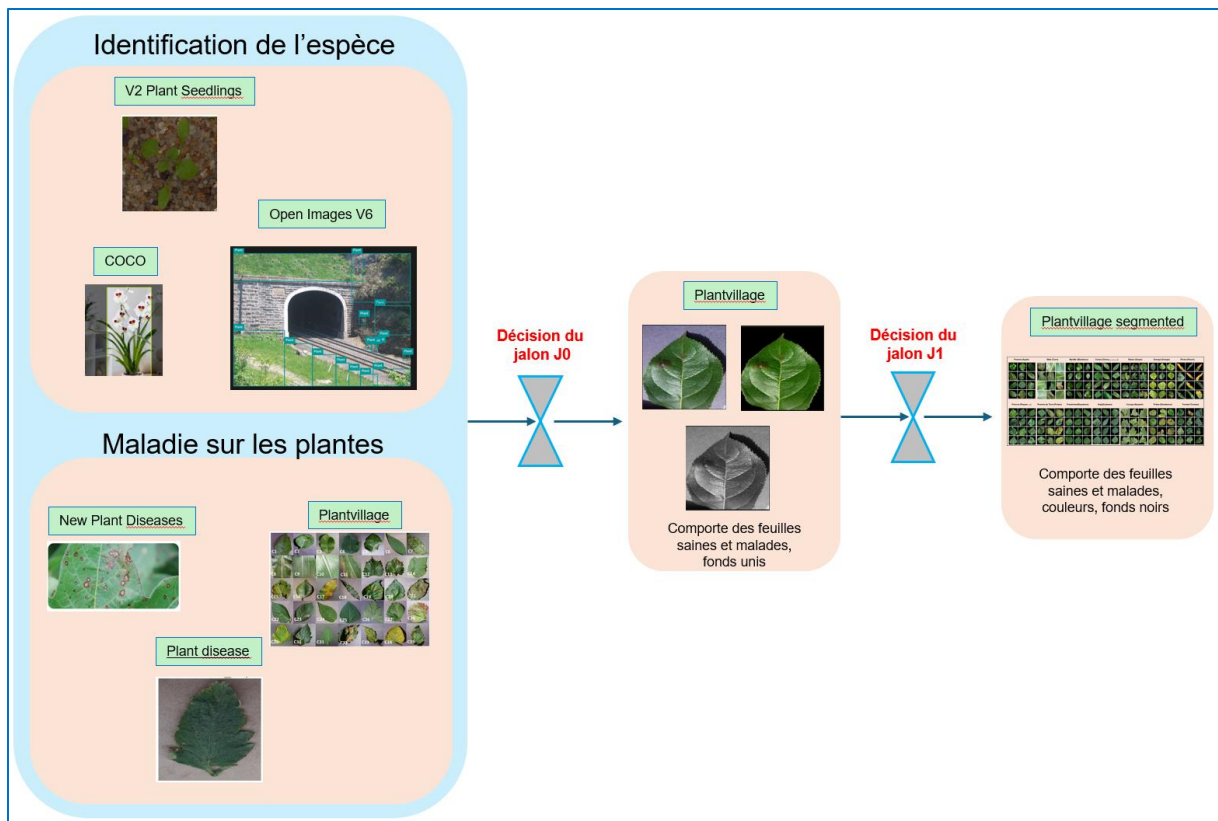 Identification de l'espèce
V2 Plant Seedlings
Open Images V6
COCO
Maladie sur les plantes
New Plant Diseases
Plantvillage
Plant disease
Décision du
jalon J0
Plantvillage
Comporte des feuilles
saines et malades,
fonds unis
Décision du
jalon J1
Plantvillage segmented
Comporte des feuilles
saines et malades,
couleurs, fonds noirs